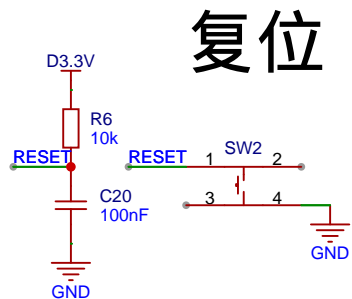 复位
D3.3V
R6
10k
RESET
C20
100nF
GND
RESET
SW2
1
2
3
4
GND